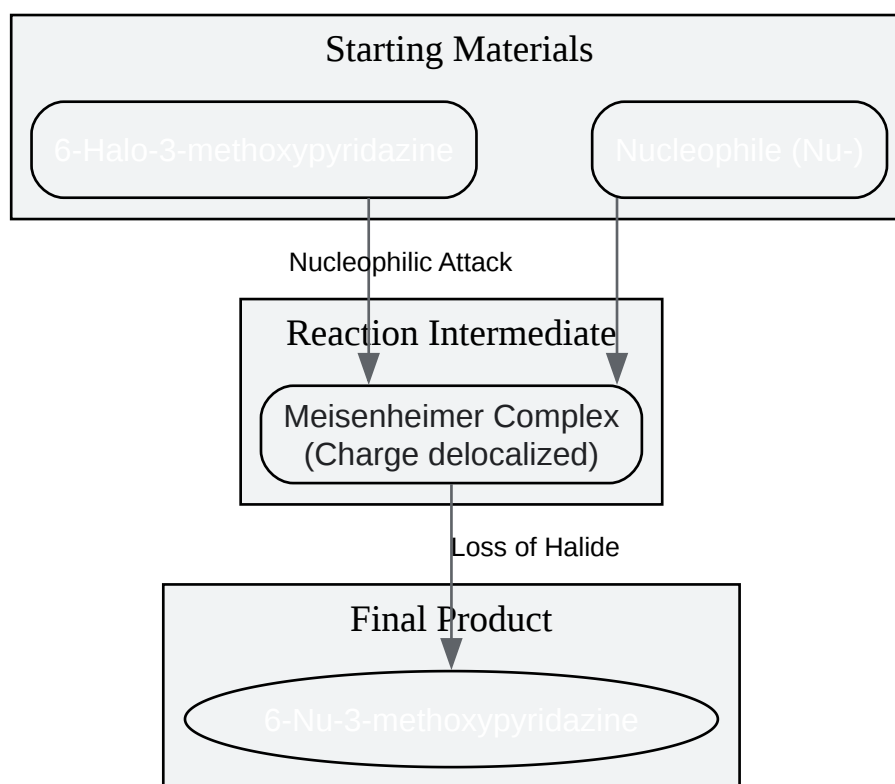 Starting Materials
6-Halo-3-methoxypyridazine
Nucleophile (Nu-)
Nucleophilic Attack
Reaction Intermediate
Meisenheimer Complex
(Charge delocalized)
Loss of Halide
Final Product
6-Nu-3-methoxypyridazine